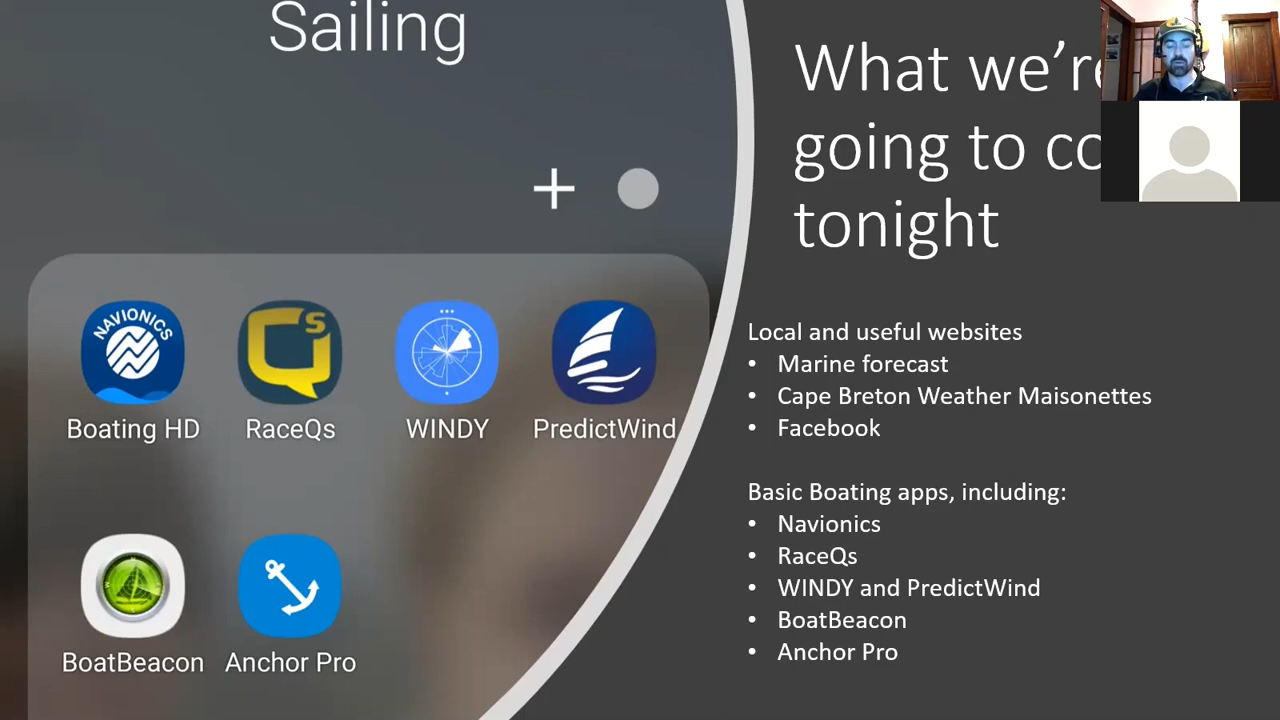 Sailing
NAVIONICS
S
Boating HD
RaceQs
WINDY
PredictWind
BoatBeacon
Anchor Pro
What we're
going to
tonight
Local and useful websites
• Marine forecast
• Cape Breton Weather Maisonettes
• Facebook
Basic Boating apps, including:
• Navionics
• RaceQs
• WINDY and PredictWind
• BoatBeacon
• Anchor Pro